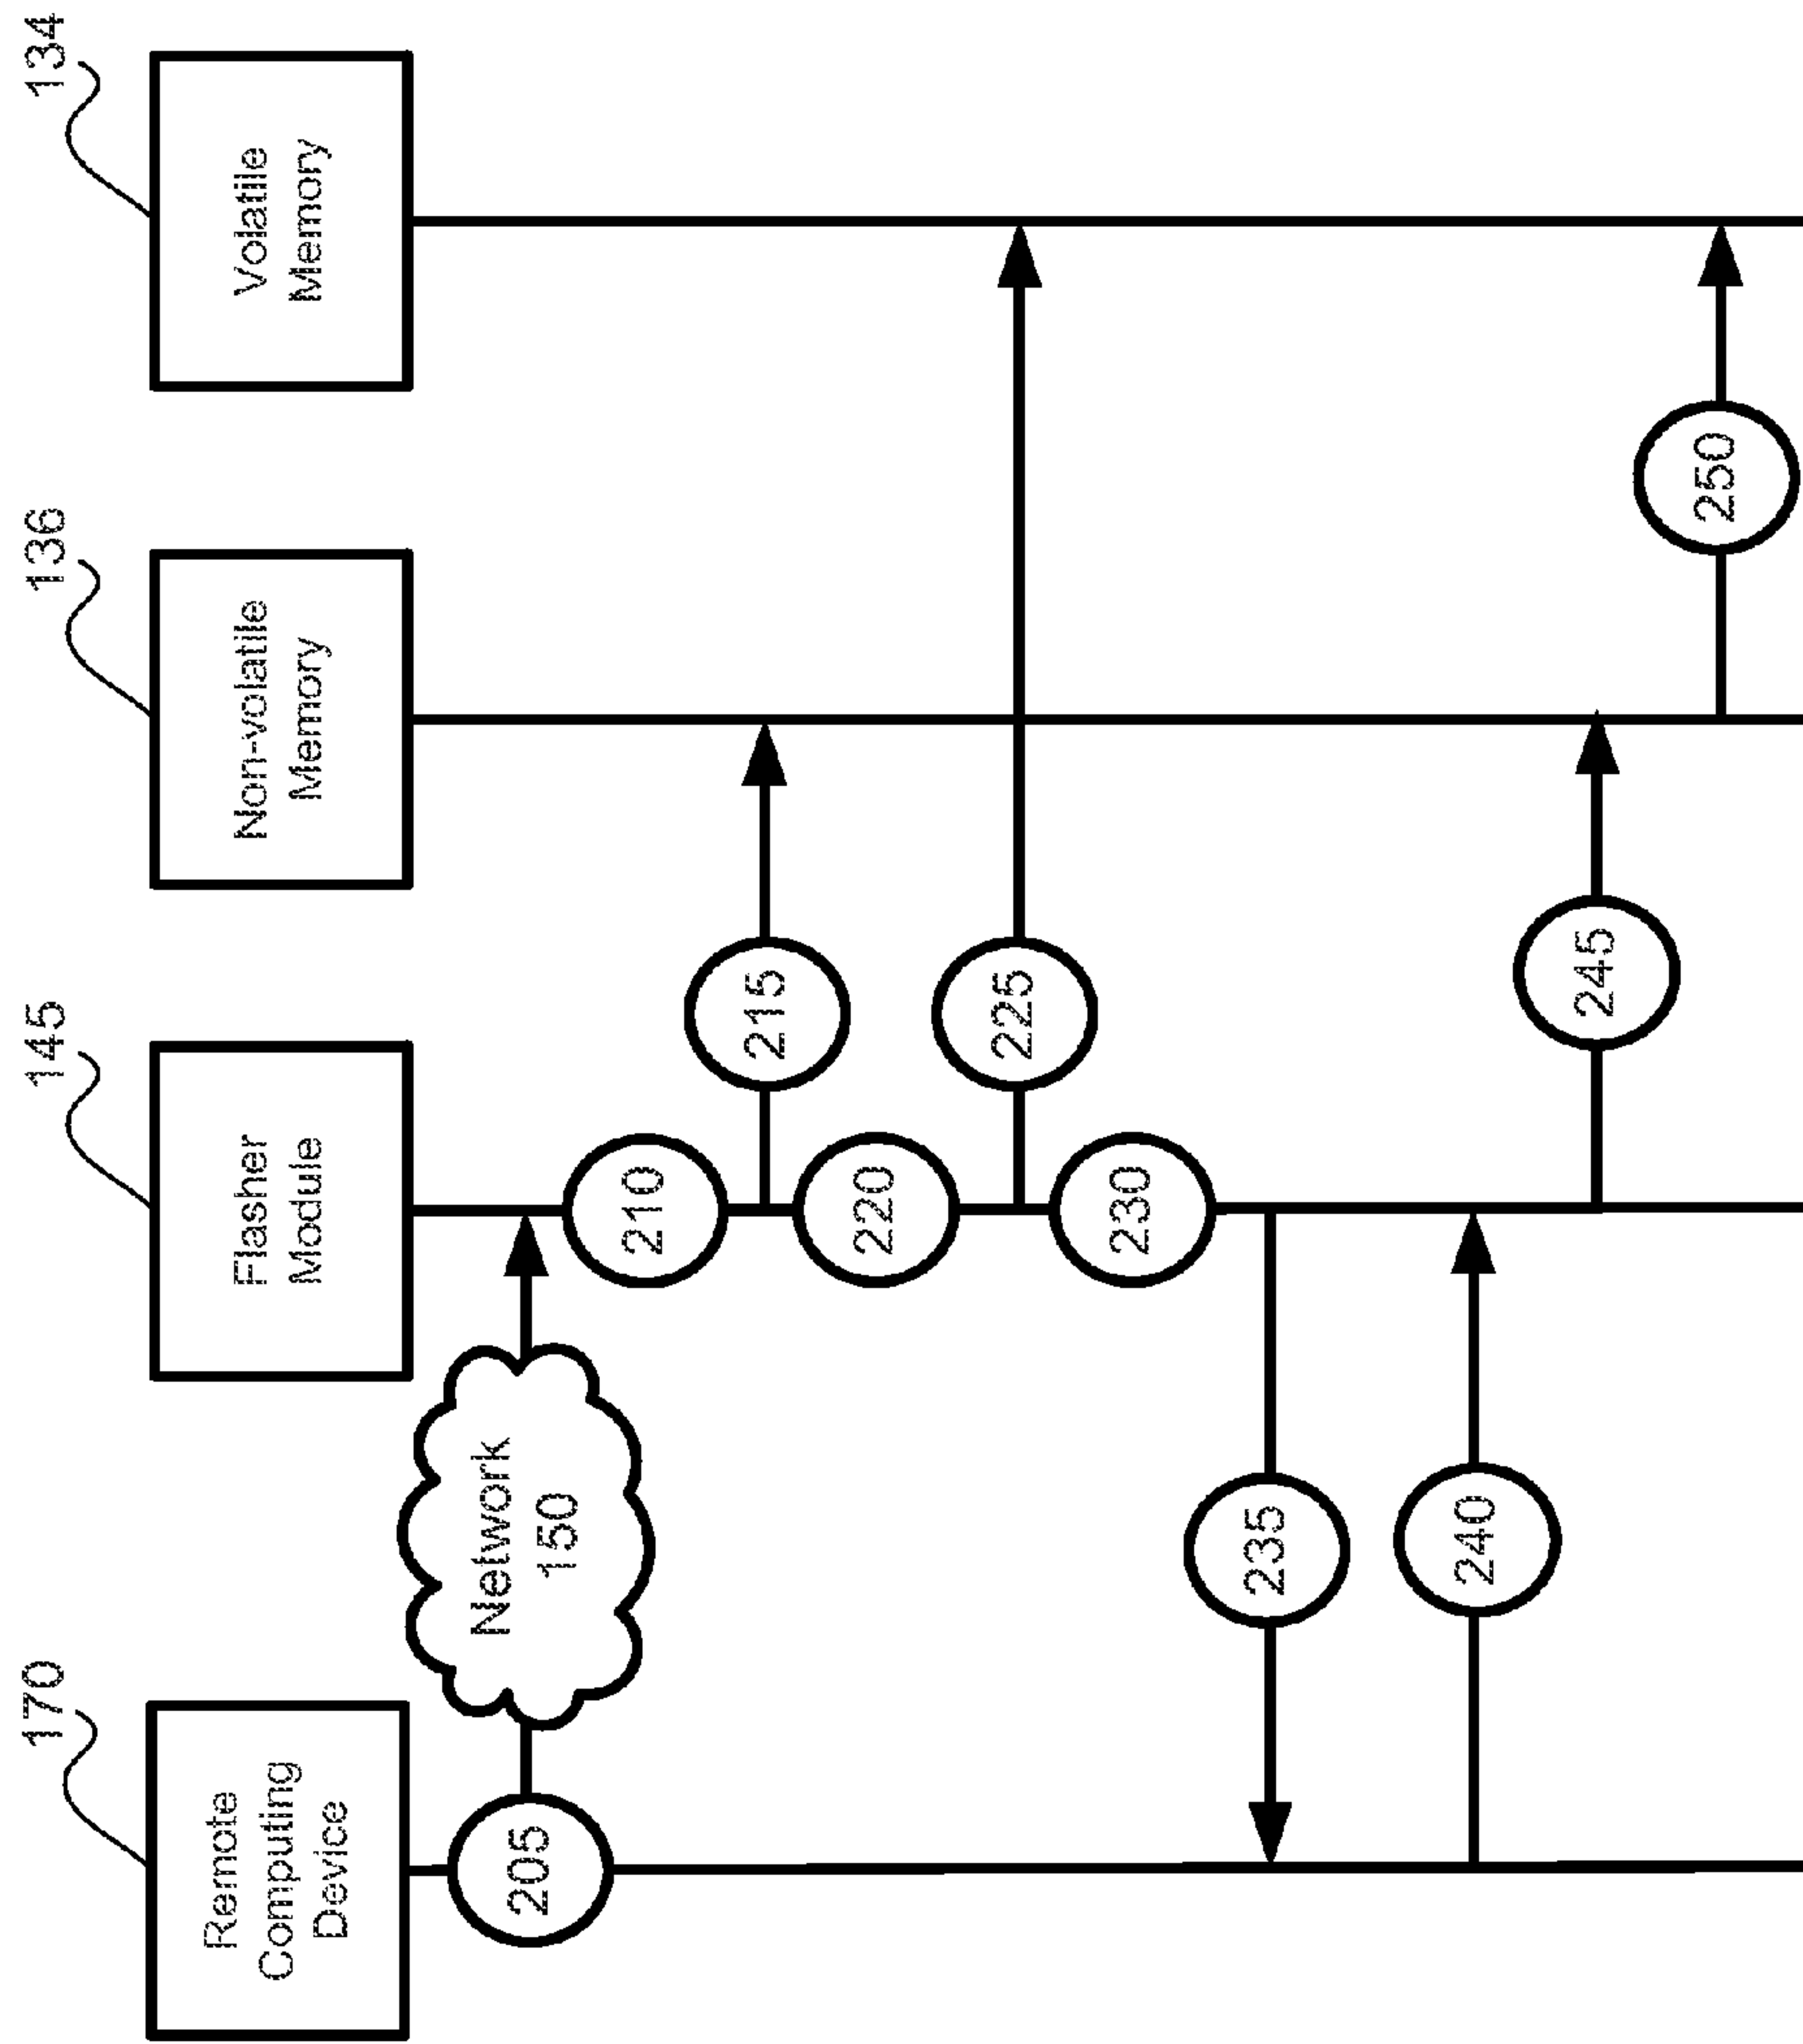 170
145
136
134
Remote
Computing
Device
Flasher
Module
Non-volatile
Memory
Volatile
Memory
205
Network
150
210
215
220
225
230
235
240
245
250